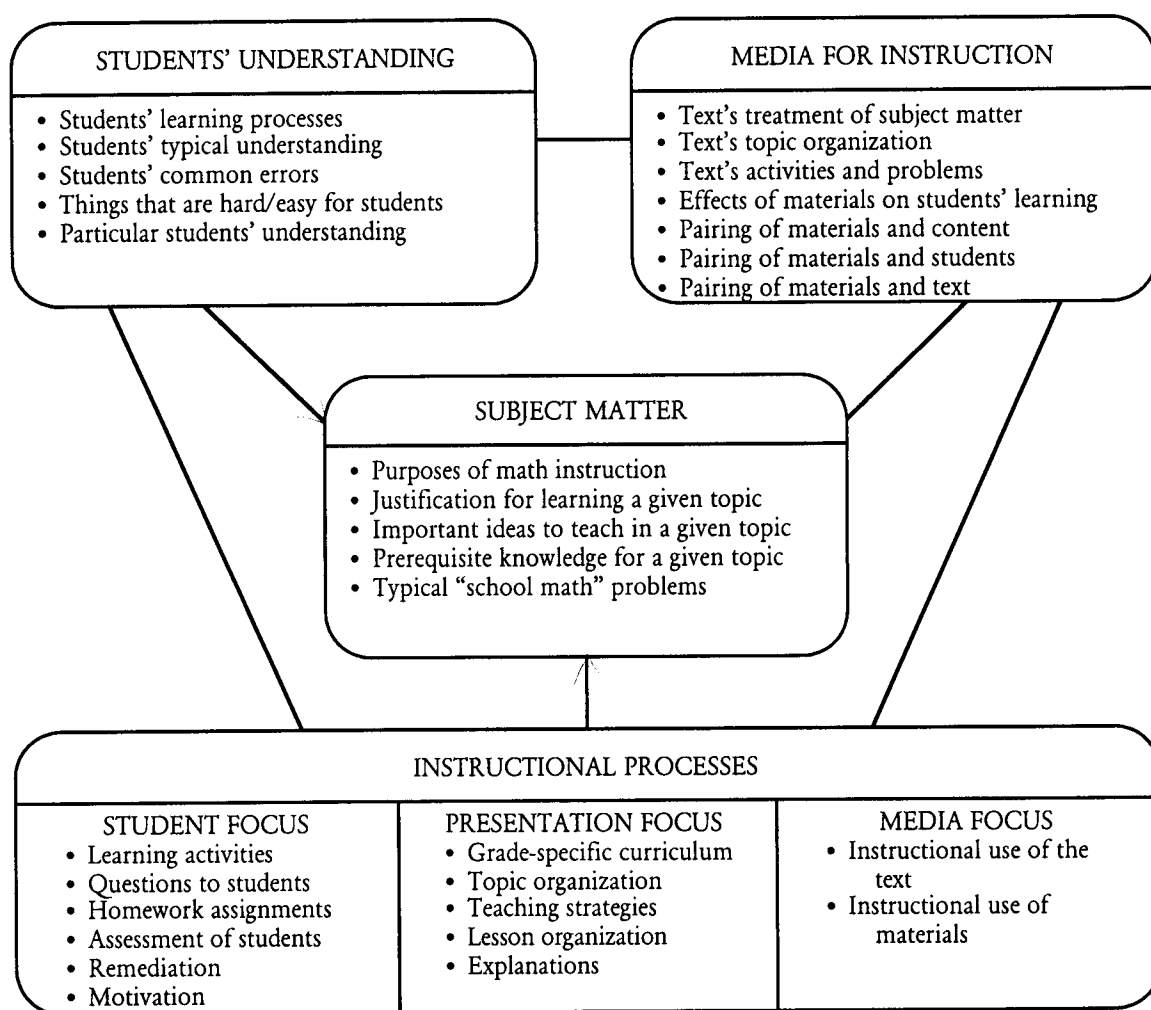 STUDENTS' UNDERSTANDING
• Students' learning processes
• Students' typical understanding
• Students' common errors
• Things that are hard/easy for students
• Particular students' understanding
MEDIA FOR INSTRUCTION
• Text's treatment of subject matter
• Text's topic organization
• Text's activities and problems
• Effects of materials on students' learning
• Pairing of materials and content
• Pairing of materials and students
• Pairing of materials and text
SUBJECT MATTER
• Purposes of math instruction
• Justification for learning a given topic
• Important ideas to teach in a given topic
• Prerequisite knowledge for a given topic
• Typical “school math” problems
INSTRUCTIONAL PROCESSES
STUDENT FOCUS
• Learning activities
• Questions to students
• Homework assignments
• Assessment of students
• Remediation
• Motivation
PRESENTATION FOCUS
• Grade-specific curriculum
• Topic organization
• Teaching strategies
• Lesson organization
• Explanations
MEDIA FOCUS
• Instructional use of the
text
• Instructional use of
materials